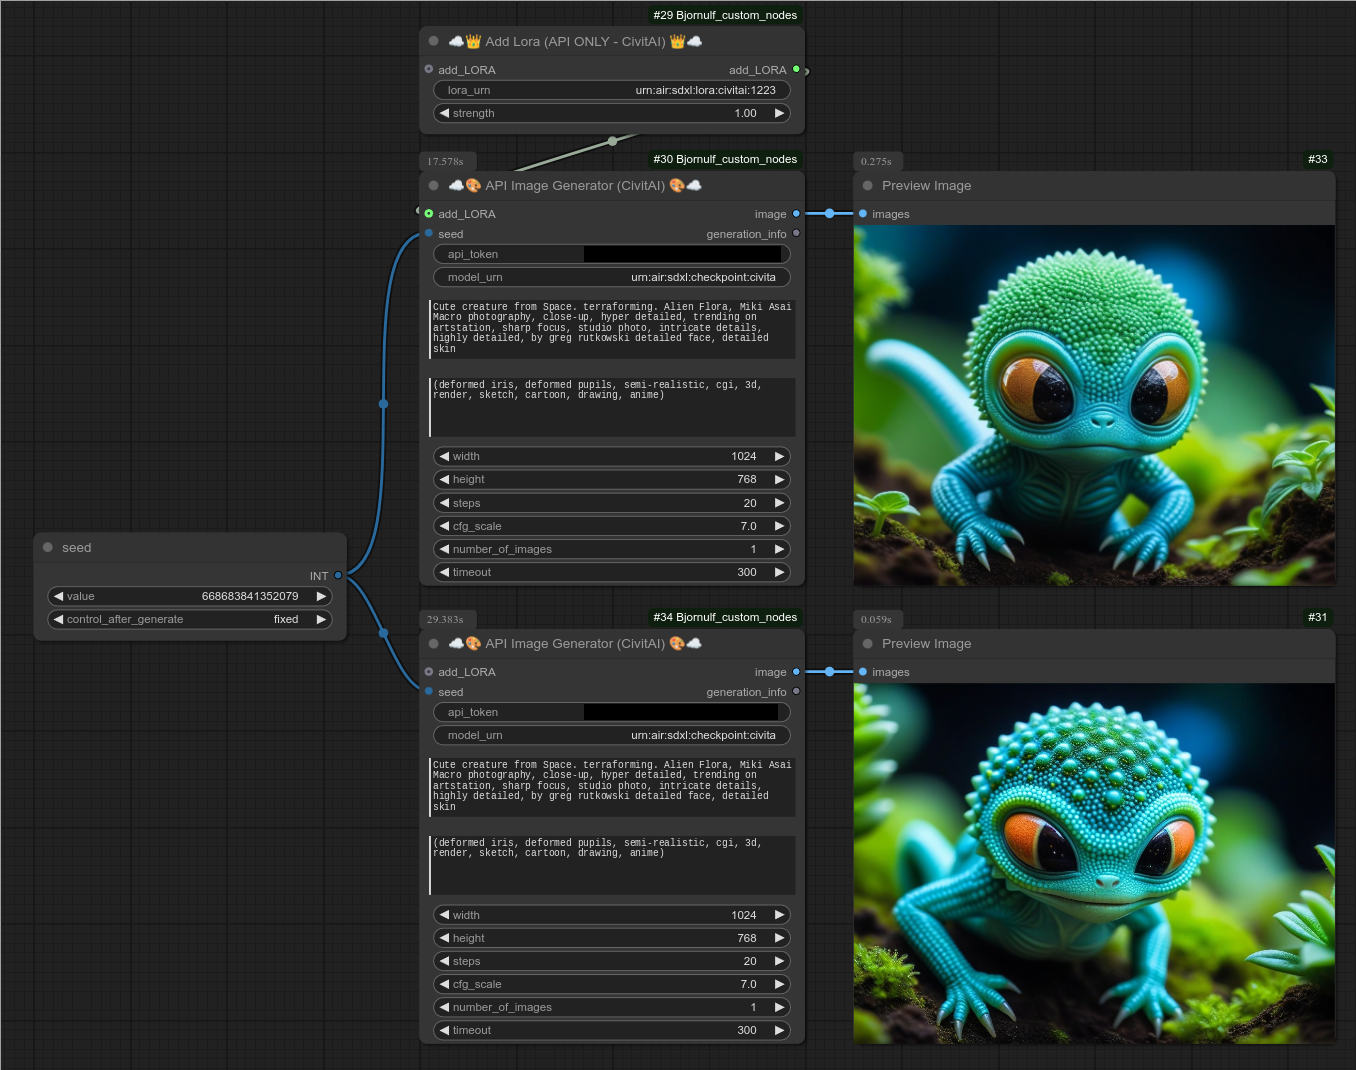 #29 Bjornulf_custom_nodes
☁️👑 Add Lora (API ONLY - CivitAI) 👑☁️
add_LORA add_LORA
lora_urn urn:air:sdxl:lora:civitai:1223
strength 1.00
17.578s #30 Bjornulf_custom_nodes
☁️🎨 API Image Generator (CivitAI) 🎨☁️
add_LORA image
seed generation_info
api_token
model_urn urn:air:sdxl:checkpoint:civita
Cute creature from Space. terraforming. Alien Flora, Miki Asai
Macro photography, close-up, hyper detailed, trending on
artstation, sharp focus, studio photo, intricate details,
highly detailed, by greg rutkowski detailed face, detailed
skin
(deformed iris, deformed pupils, semi-realistic, cgi, 3d,
render, sketch, cartoon, drawing, anime)
width 1024
height 768
steps 20
cfg_scale 7.0
number_of_images 1
timeout 300
0.275s #33
Preview Image
images
seed
INT
value 668683841352079
control_after_generate fixed
29.383s #34 Bjornulf_custom_nodes
☁️🎨 API Image Generator (CivitAI) 🎨☁️
add_LORA image
seed generation_info
api_token
model_urn urn:air:sdxl:checkpoint:civita
Cute creature from Space. terraforming. Alien Flora, Miki Asai
Macro photography, close-up, hyper detailed, trending on
artstation, sharp focus, studio photo, intricate details,
highly detailed, by greg rutkowski detailed face, detailed
skin
(deformed iris, deformed pupils, semi-realistic, cgi, 3d,
render, sketch, cartoon, drawing, anime)
width 1024
height 768
steps 20
cfg_scale 7.0
number_of_images 1
timeout 300
0.059s #31
Preview Image
images